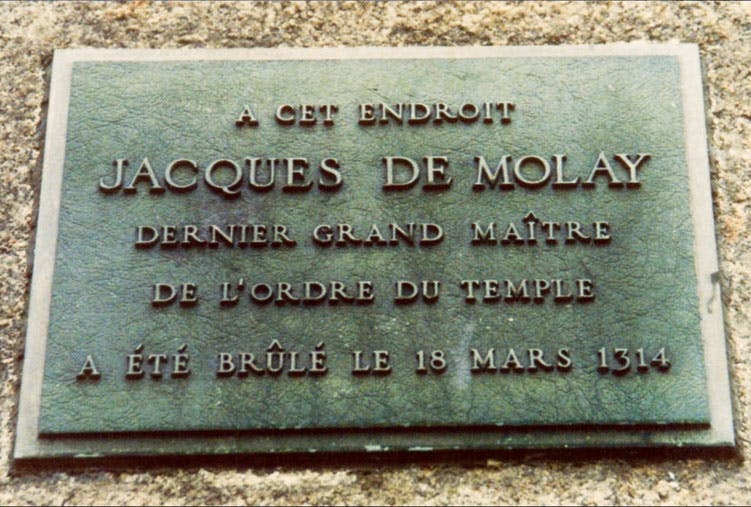 A CET ENDROIT
JACQUES DE MOLAY
DERNIER GRAND MAÎTRE
DE L'ORDRE DU TEMPLE
A ÉTÉ BRÛLÉ LE 18 MARS 1314